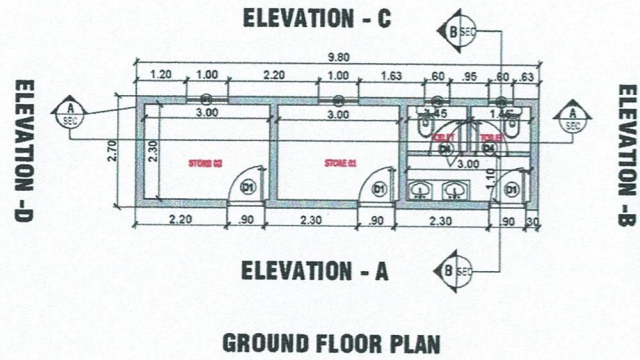 ELEVATION - C
B
SEC
9.80
1.20 1.00 2.20 1.00 1.63 .60 .95 .60 .63
ELEVATION - D
A
SEC
2.70
2.30
3.00
3.00
1.45
1.45
A
SEC
ELEVATION - B
STORE 02
STORE 01
TOILET
TOILET
3.00
1.10
D1
D1
D1
2.20 .90 2.30 .90 2.30 .90 .30
ELEVATION - A
B
SEC
GROUND FLOOR PLAN